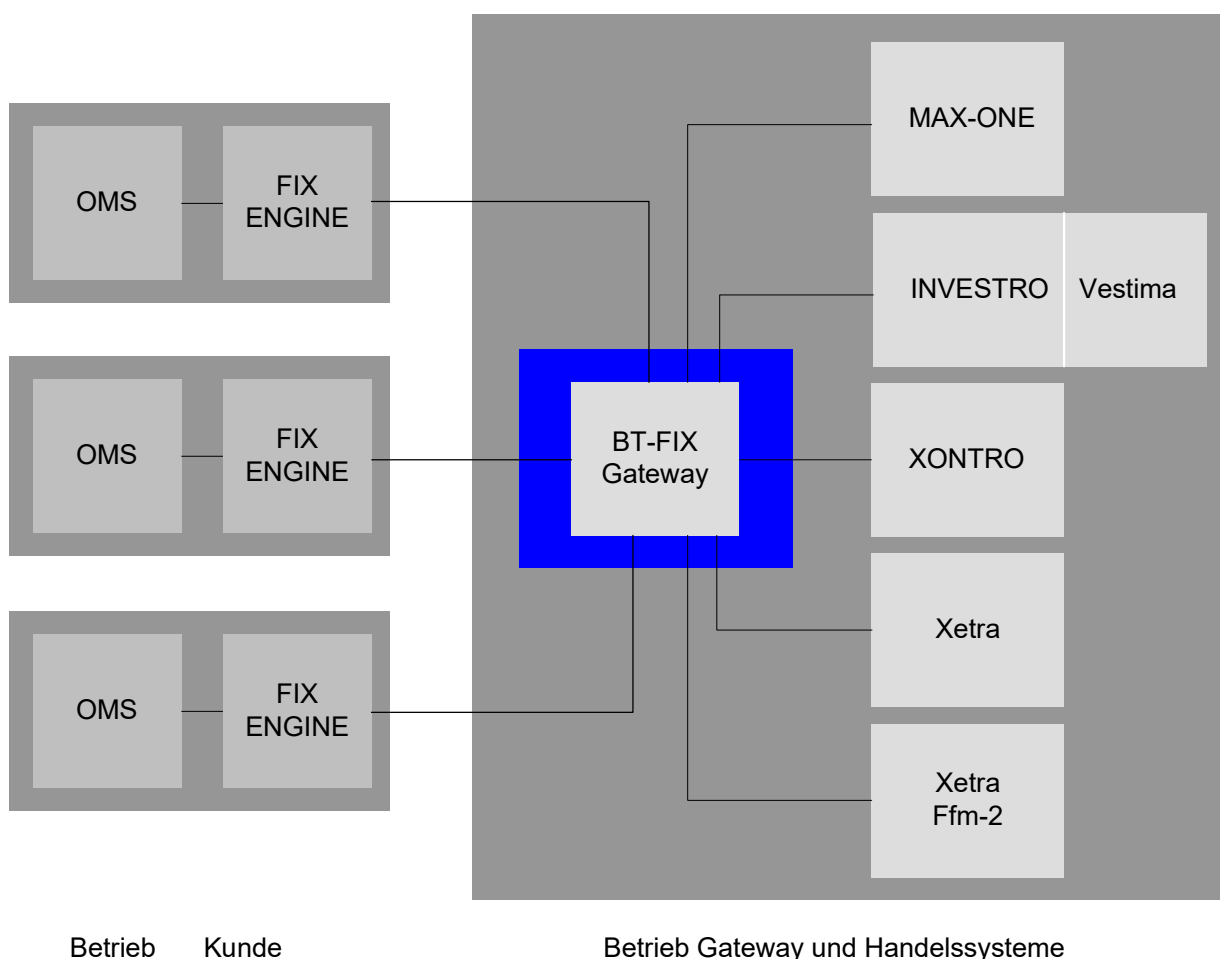 OMS
FIX
ENGINE
OMS
FIX
ENGINE
OMS
FIX
ENGINE
BT-FIX
Gateway
MAX-ONE
INVESTRO
Vestima
XONTRO
Xetra
Xetra
Ffm-2
Betrieb Kunde
Betrieb Gateway und Handelssysteme